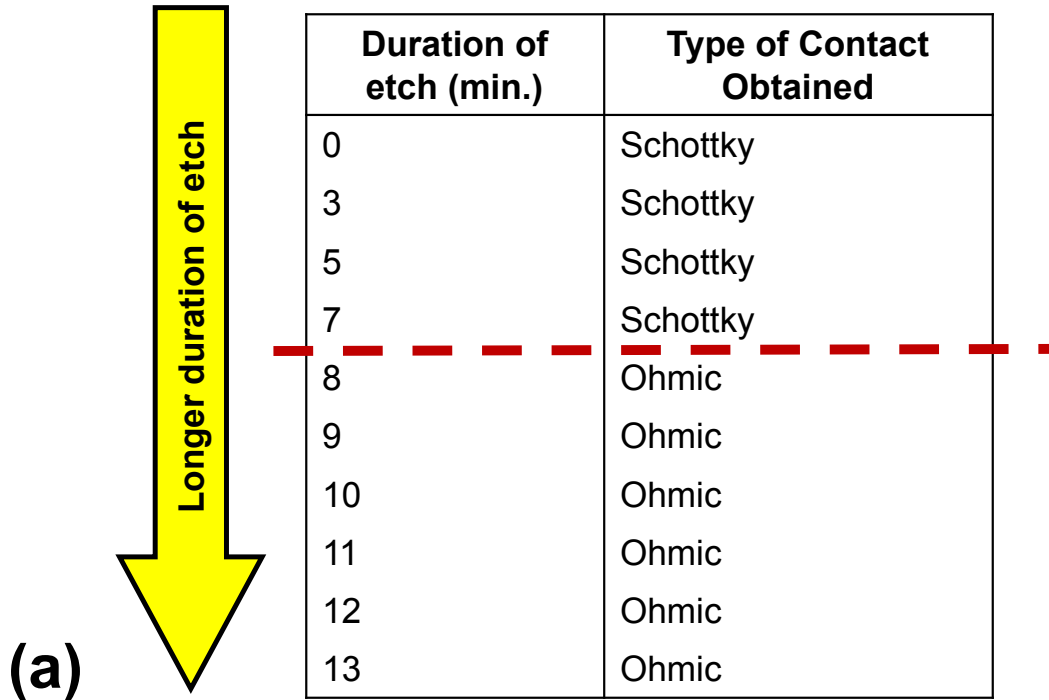 Longer duration of etch
Duration of etch (min.) Type of Contact Obtained
0 Schottky
3 Schottky
5 Schottky
7 Schottky
8 Ohmic
9 Ohmic
10 Ohmic
11 Ohmic
12 Ohmic
13 Ohmic
(a)